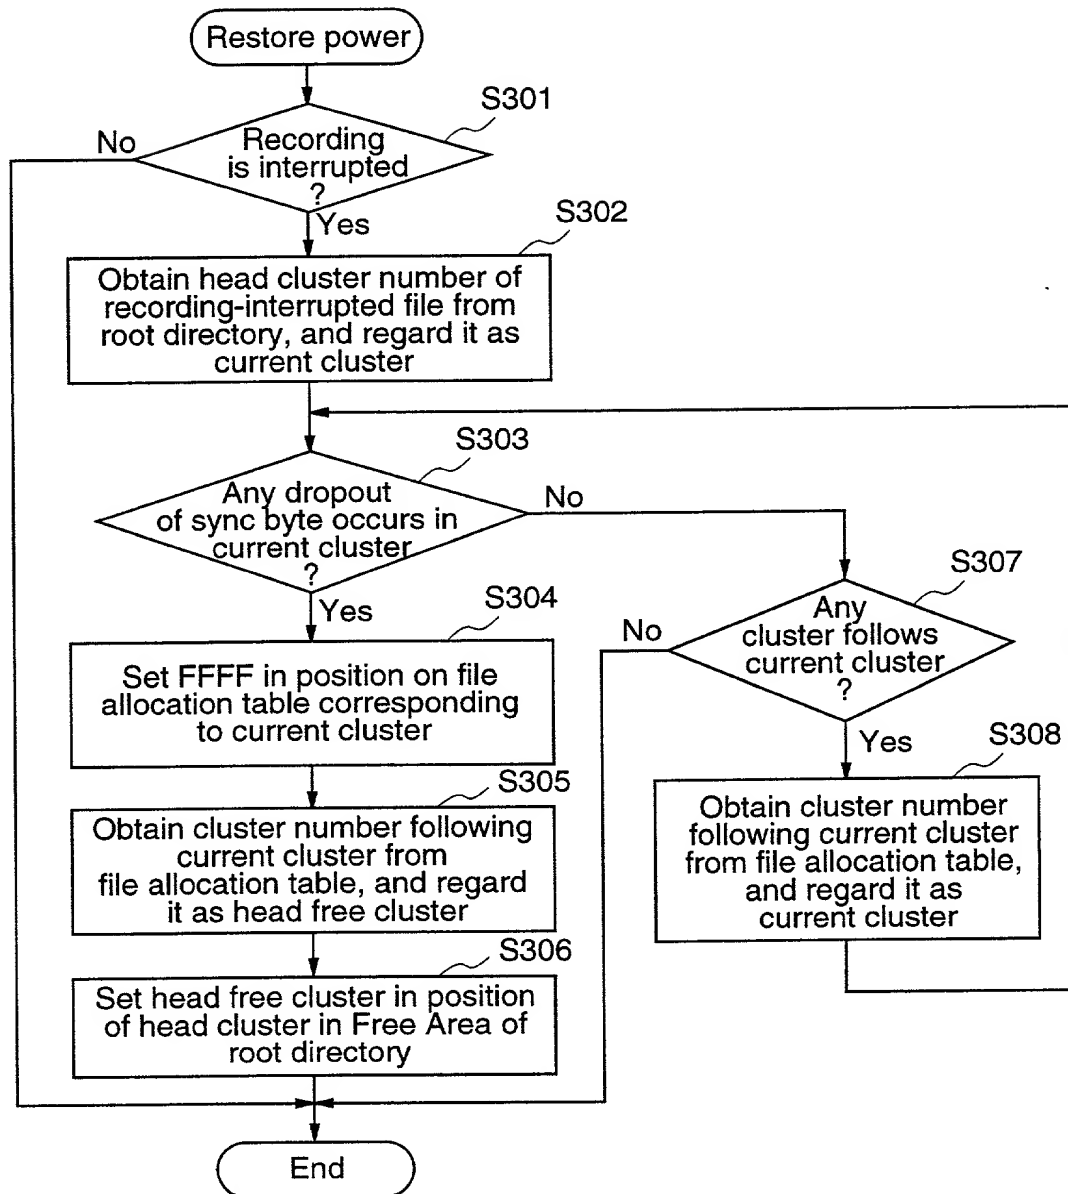 Restore power
S301
No
Recording
is interrupted
?
Yes
S302
Obtain head cluster number of
recording-interrupted file from
root directory, and regard it as
current cluster
S303
Any dropout
of sync byte occurs in
current cluster
?
No
Yes
S304
Set FFFF in position on file
allocation table corresponding
to current cluster
S305
Obtain cluster number following
current cluster from
file allocation table, and regard
it as head free cluster
S306
Set head free cluster in position
of head cluster in Free Area of
root directory
S307
Any
cluster follows
current cluster
?
No
Yes
S308
Obtain cluster number
following current cluster
from file allocation table,
and regard it as
current cluster
End